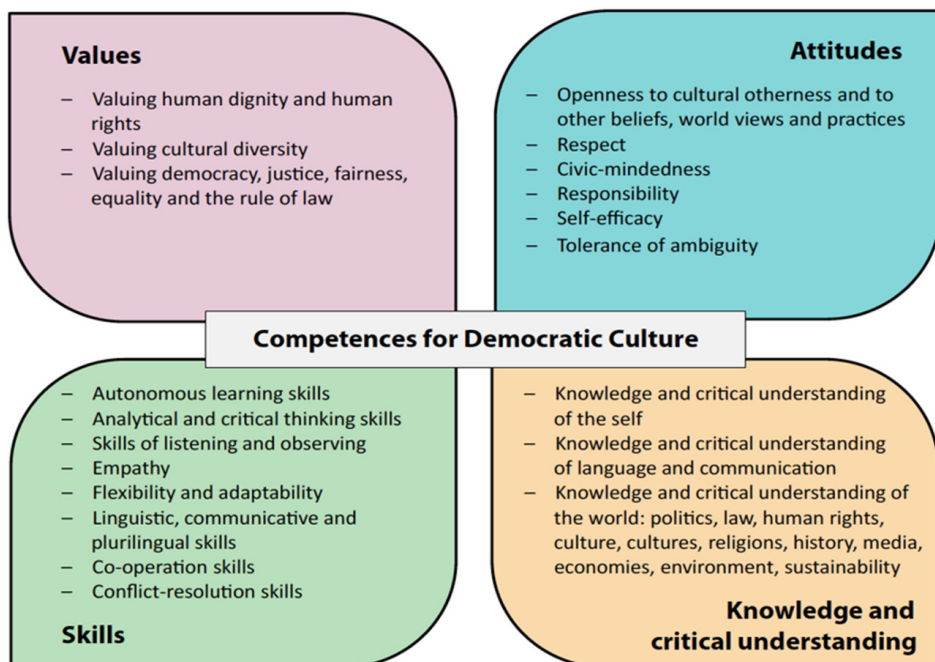 Values
– Valuing human dignity and human
rights
– Valuing cultural diversity
– Valuing democracy, justice, fairness,
equality and the rule of law
Attitudes
– Openness to cultural otherness and to
other beliefs, world views and practices
– Respect
– Civic-mindedness
– Responsibility
– Self-efficacy
– Tolerance of ambiguity
Competences for Democratic Culture
– Autonomous learning skills
– Analytical and critical thinking skills
– Skills of listening and observing
– Empathy
– Flexibility and adaptability
– Linguistic, communicative and
plurilingual skills
– Co-operation skills
– Conflict-resolution skills
Skills
– Knowledge and critical understanding
of the self
– Knowledge and critical understanding
of language and communication
– Knowledge and critical understanding of
the world: politics, law, human rights,
culture, cultures, religions, history, media,
economies, environment, sustainability
Knowledge and
critical understanding